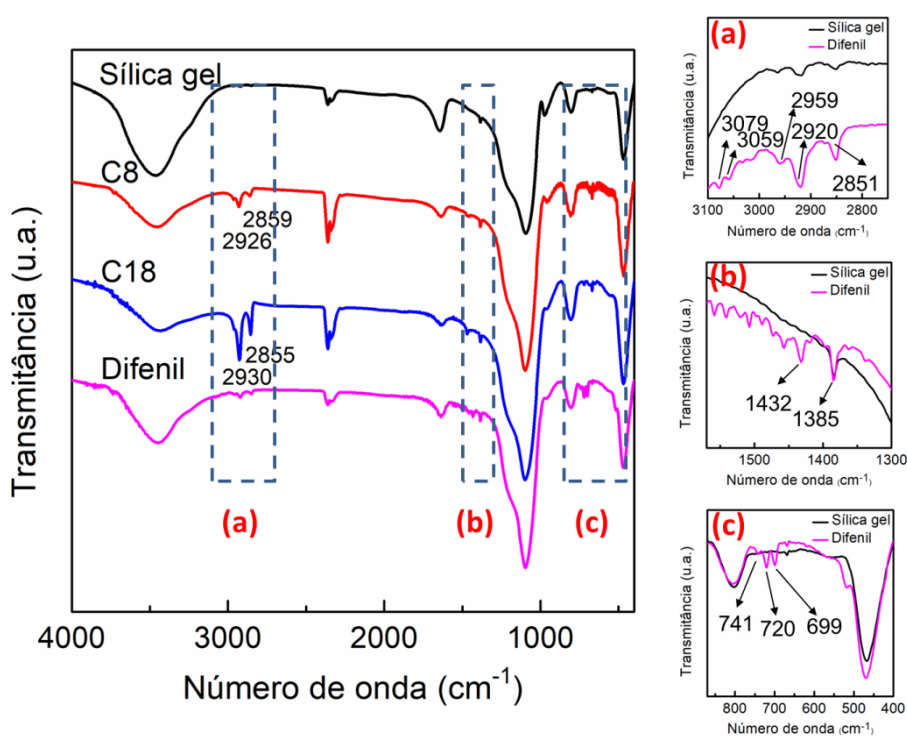 Sílica gel
C8
2859
2926
C18
2855
2930
Difenil
(a)
(b)
(c)
4000
3000
2000
1000
400
Número de onda (cm-1)
Transmitância (u.a.)
(a)
Sílica gel
Difenil
2959
3079
2920
3059
2851
3100
3000
2900
2800
Número de onda (cm-1)
Transmitância (u.a.)
(b)
Sílica gel
Difenil
1432
1385
1500
1400
1300
Número de onda (cm-1)
Transmitância (u.a.)
(c)
Sílica gel
Difenil
741
720
699
800
700
600
500
400
Número de onda (cm-1)
Transmitância (u.a.)